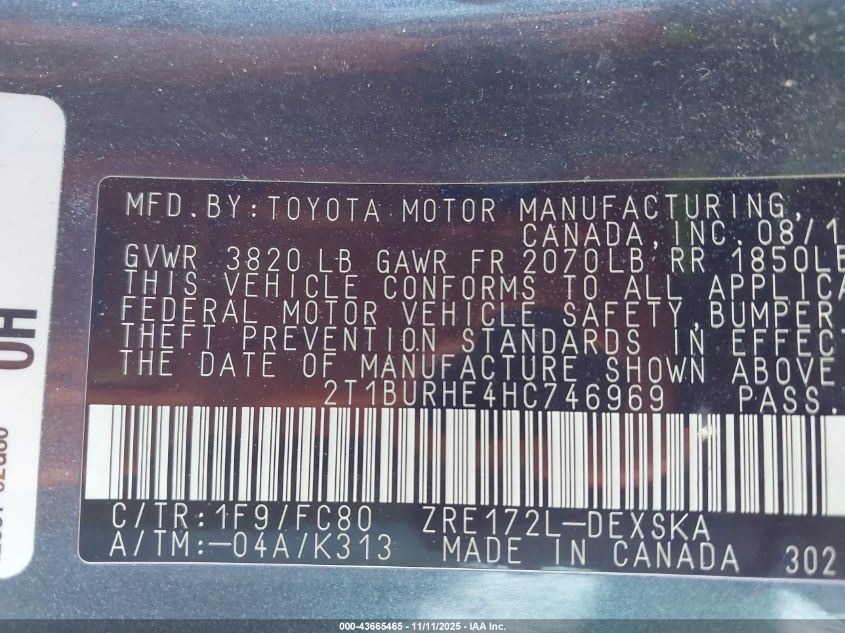 MFD.BY:TOYOTA MOTOR MANUFACTURING,
CANADA, INC. 08/1
GVWR 3820 LB GAWR FR 2070LB RR 1850LB
THIS VEHICLE CONFORMS TO ALL APPLICA
FEDERAL MOTOR VEHICLE SAFETY, BUMPER
THEFT PREVENTION STANDARDS IN EFFECT
THE DATE OF MANUFACTURE SHOWN ABOVE
2T1BURHE4HC746969 PASS.
C/TR:1F9/FC80 ZRE172L-DEXSKA
A/TM:-04A/K313 MADE IN CANADA 302
0H
000-43665465 - 11/11/2025 - IAA Inc.